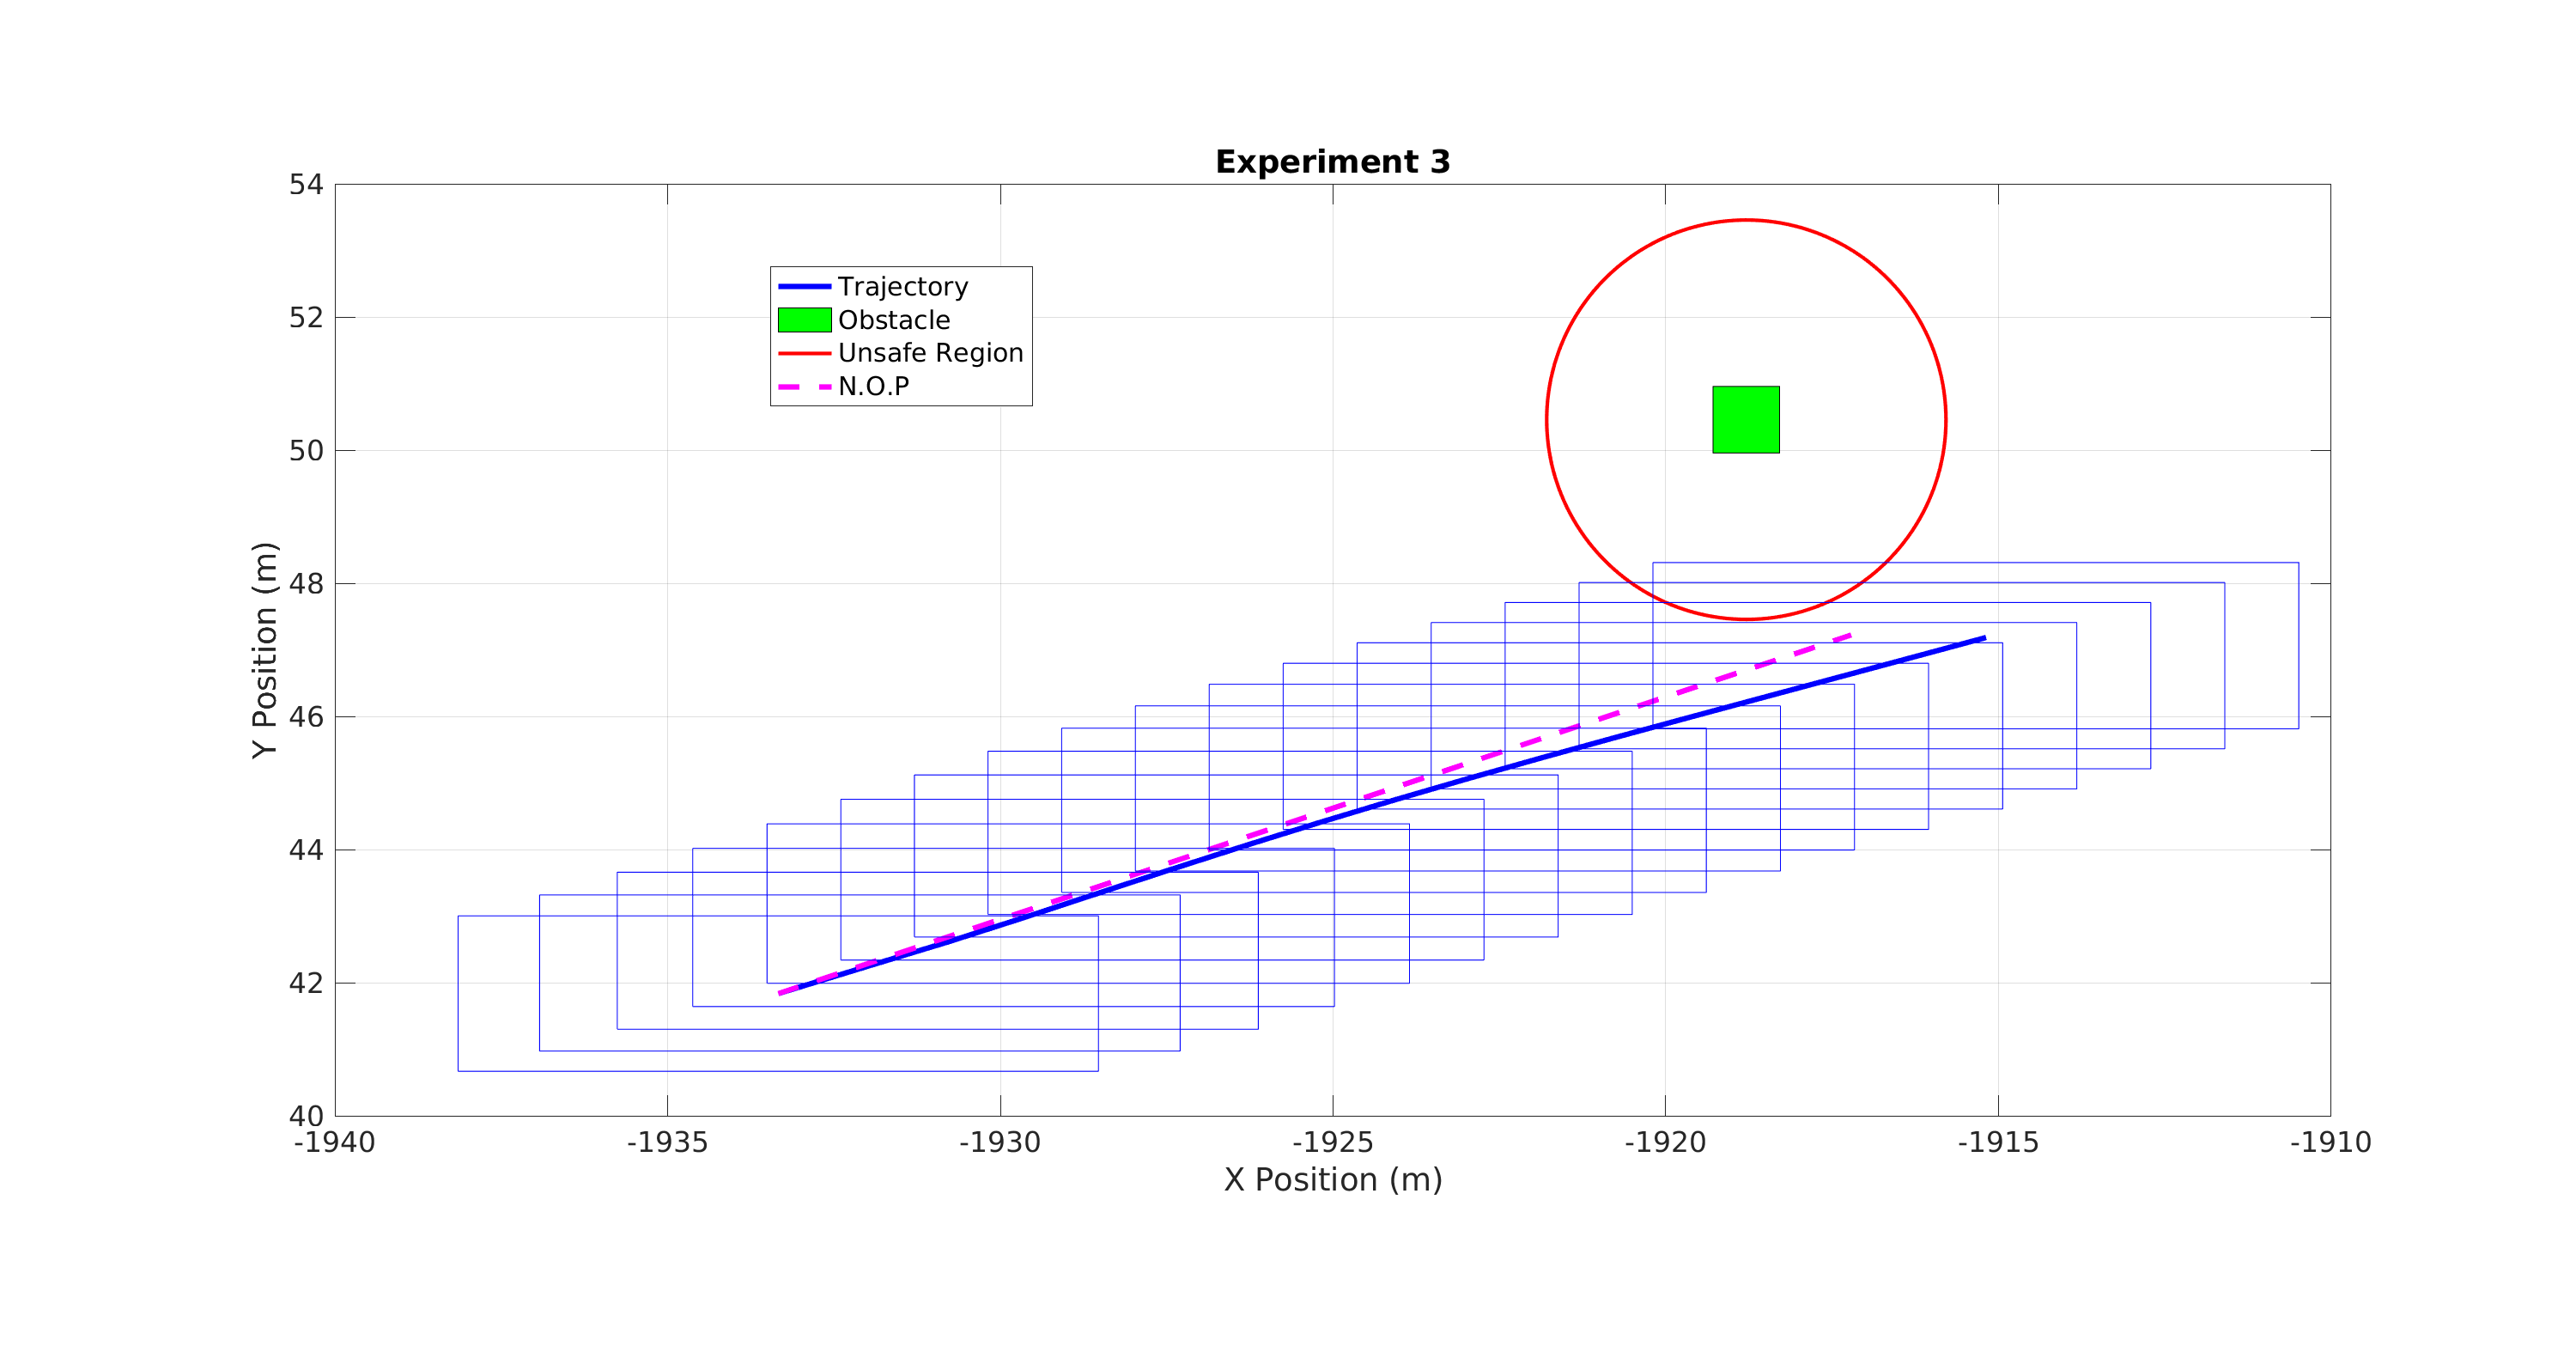 Experiment 3
54
52
50
48
46
44
42
40
Y Position (m)
Trajectory
Obstacle
Unsafe Region
N.O.P
-1940 -1935 -1930 -1925 -1920 -1915 -1910
X Position (m)